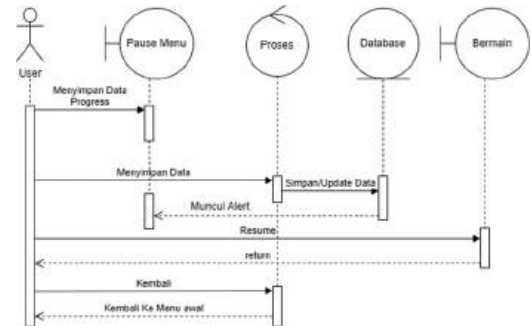 User
Pause Menu
Proses
Database
Bermain
Menyimpan Data
Progress
Menyimpan Data
Simpan/Update Data
Muncul Alert
Resume
return
Kembali
Kembali Ke Menu awal